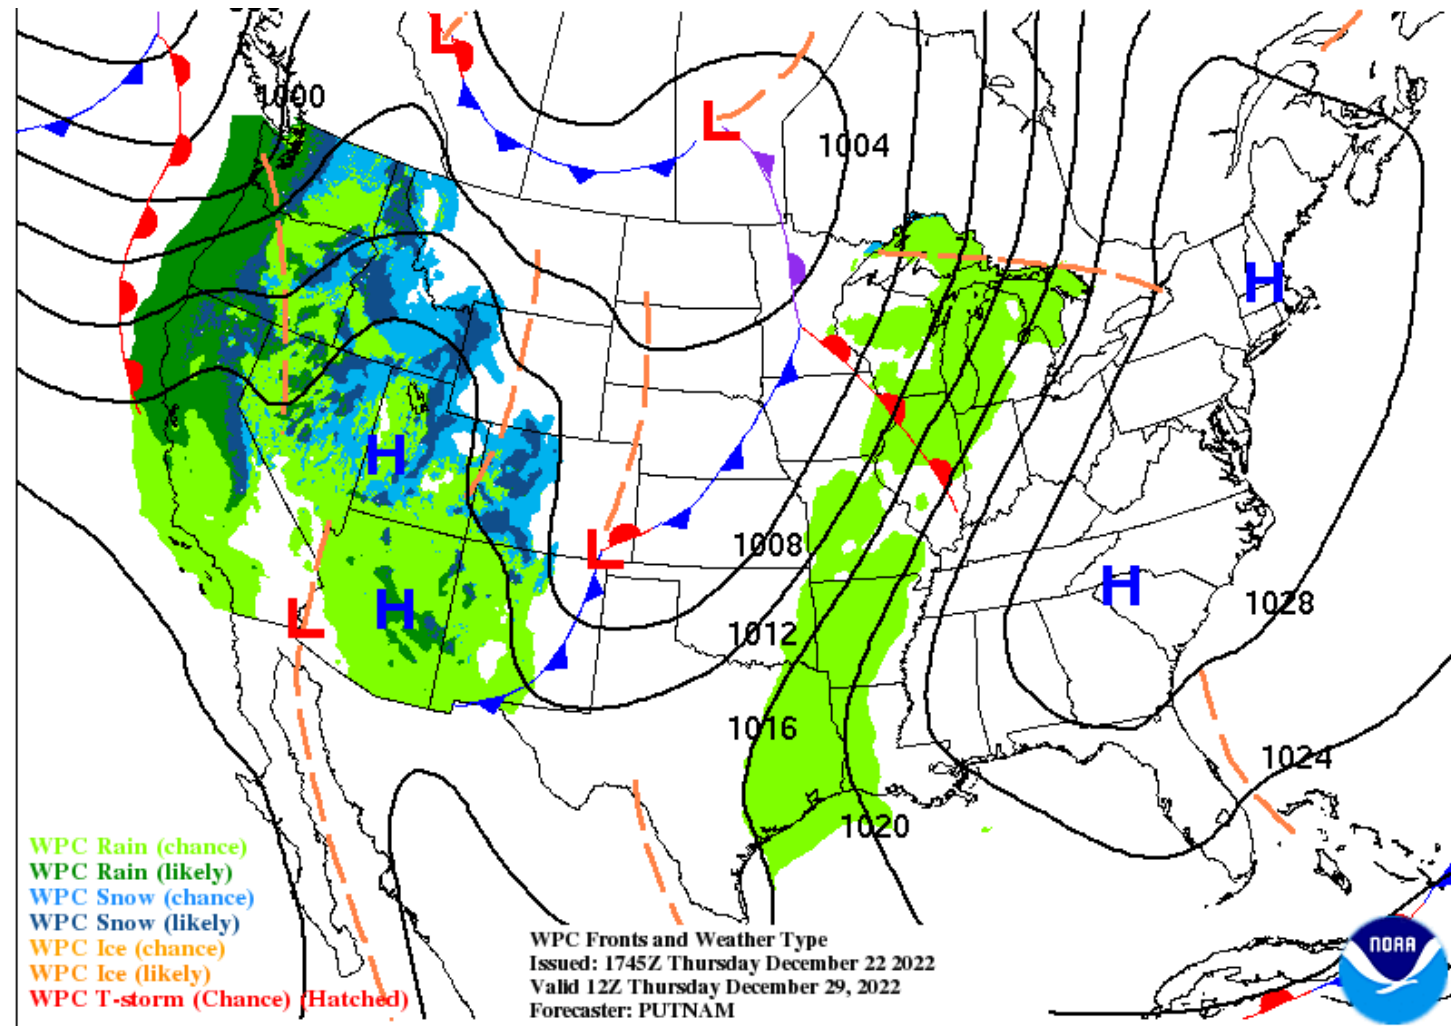 L
1000
L
1004
H
H
L
1008
H
H
1028
L
1012
1016
1024
1020
WPC Rain (chance)
WPC Rain (likely)
WPC Snow (chance)
WPC Snow (likely)
WPC Ice (chance)
WPC Ice (likely)
WPC T-storm (Chance) (Hatched)
WPC Fronts and Weather Type
Issued: 1745Z Thursday December 22 2022
Valid 12Z Thursday December 29, 2022
Forecaster: PUTNAM
NOAA